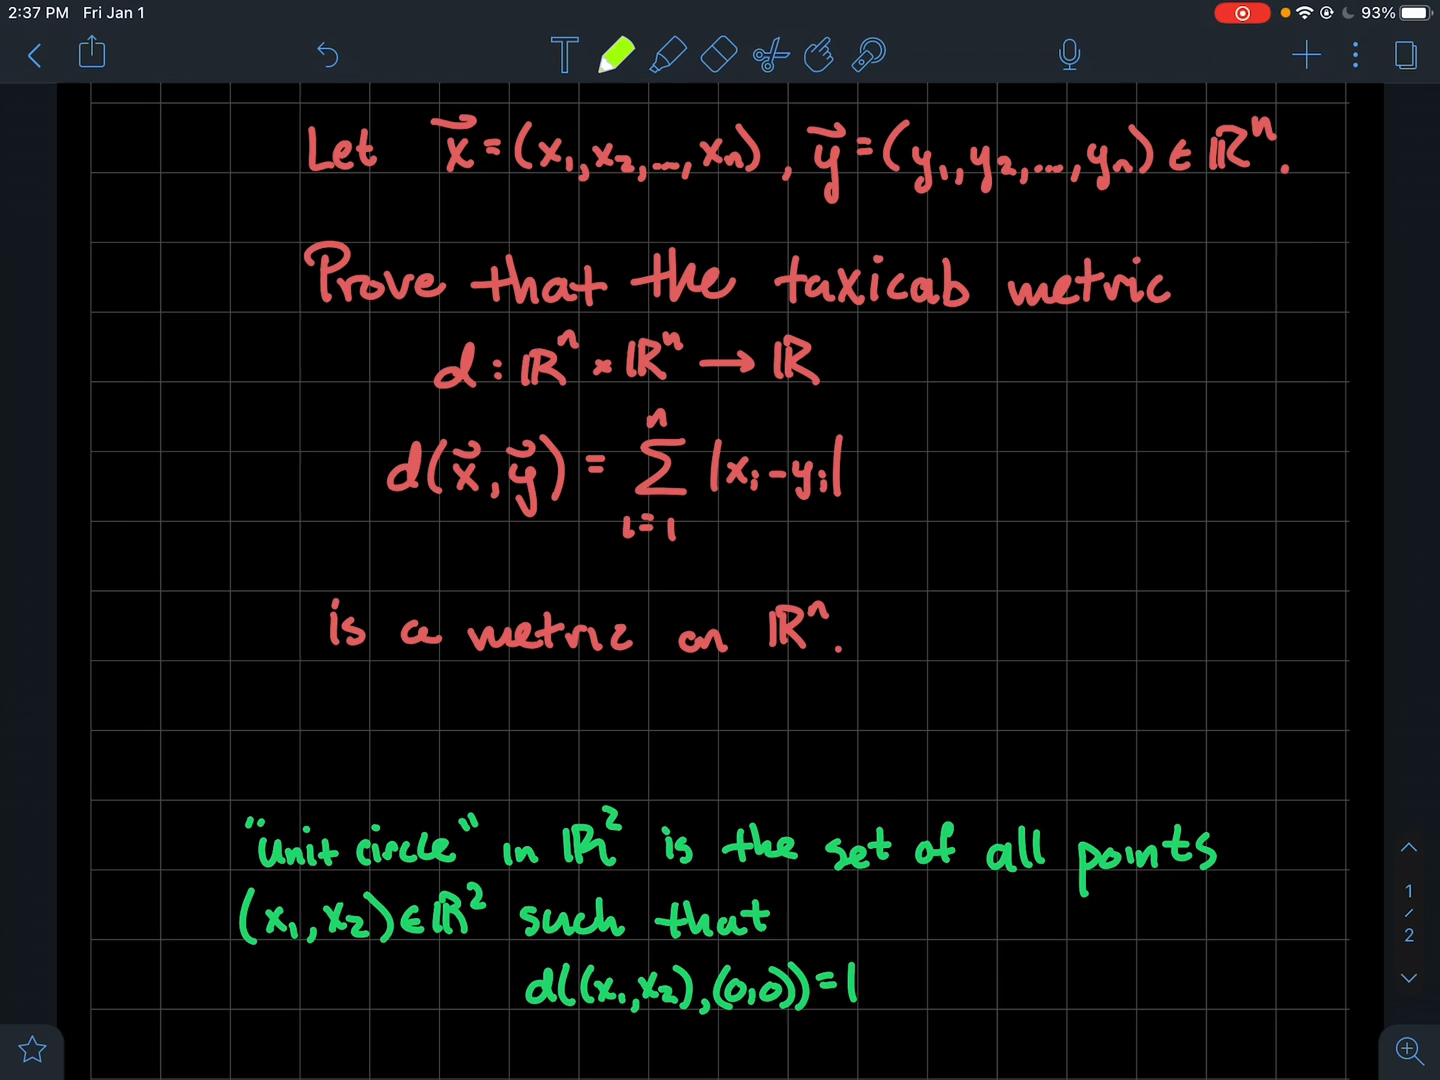 2:37 PM Fri Jan 1 93%
T
Let x⃗ = (x₁, x₂, ..., xₙ), y⃗ = (y₁, y₂, ..., yₙ) ∈ ℝⁿ.
Prove that the taxicab metric
d : ℝⁿ × ℝⁿ → ℝ
d(x⃗, y⃗) = ∑ᵢ₌₁ⁿ |xᵢ - yᵢ|
is a metric on ℝⁿ.
"Unit circle" in ℝ² is the set of all points
(x₁, x₂) ∈ ℝ² such that
d((x₁, x₂), (0,0)) = 1
1
/
2